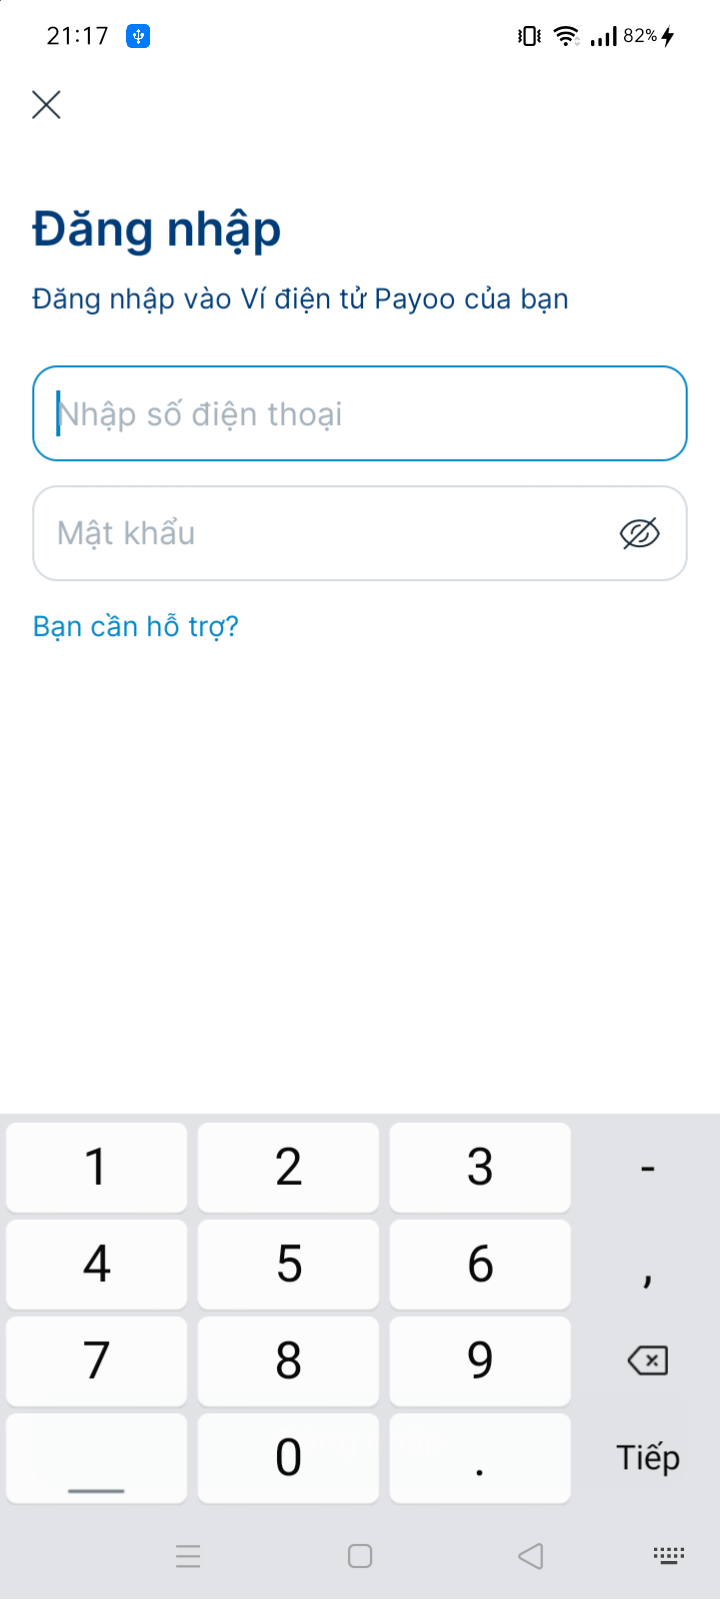 21:17
82%
Đăng nhập
Đăng nhập vào Ví điện tử Payoo của bạn
Nhập số điện thoại
Mật khẩu
Bạn cần hỗ trợ?
1 2 3 -
4 5 6 ,
7 8 9
0 . Tiếp